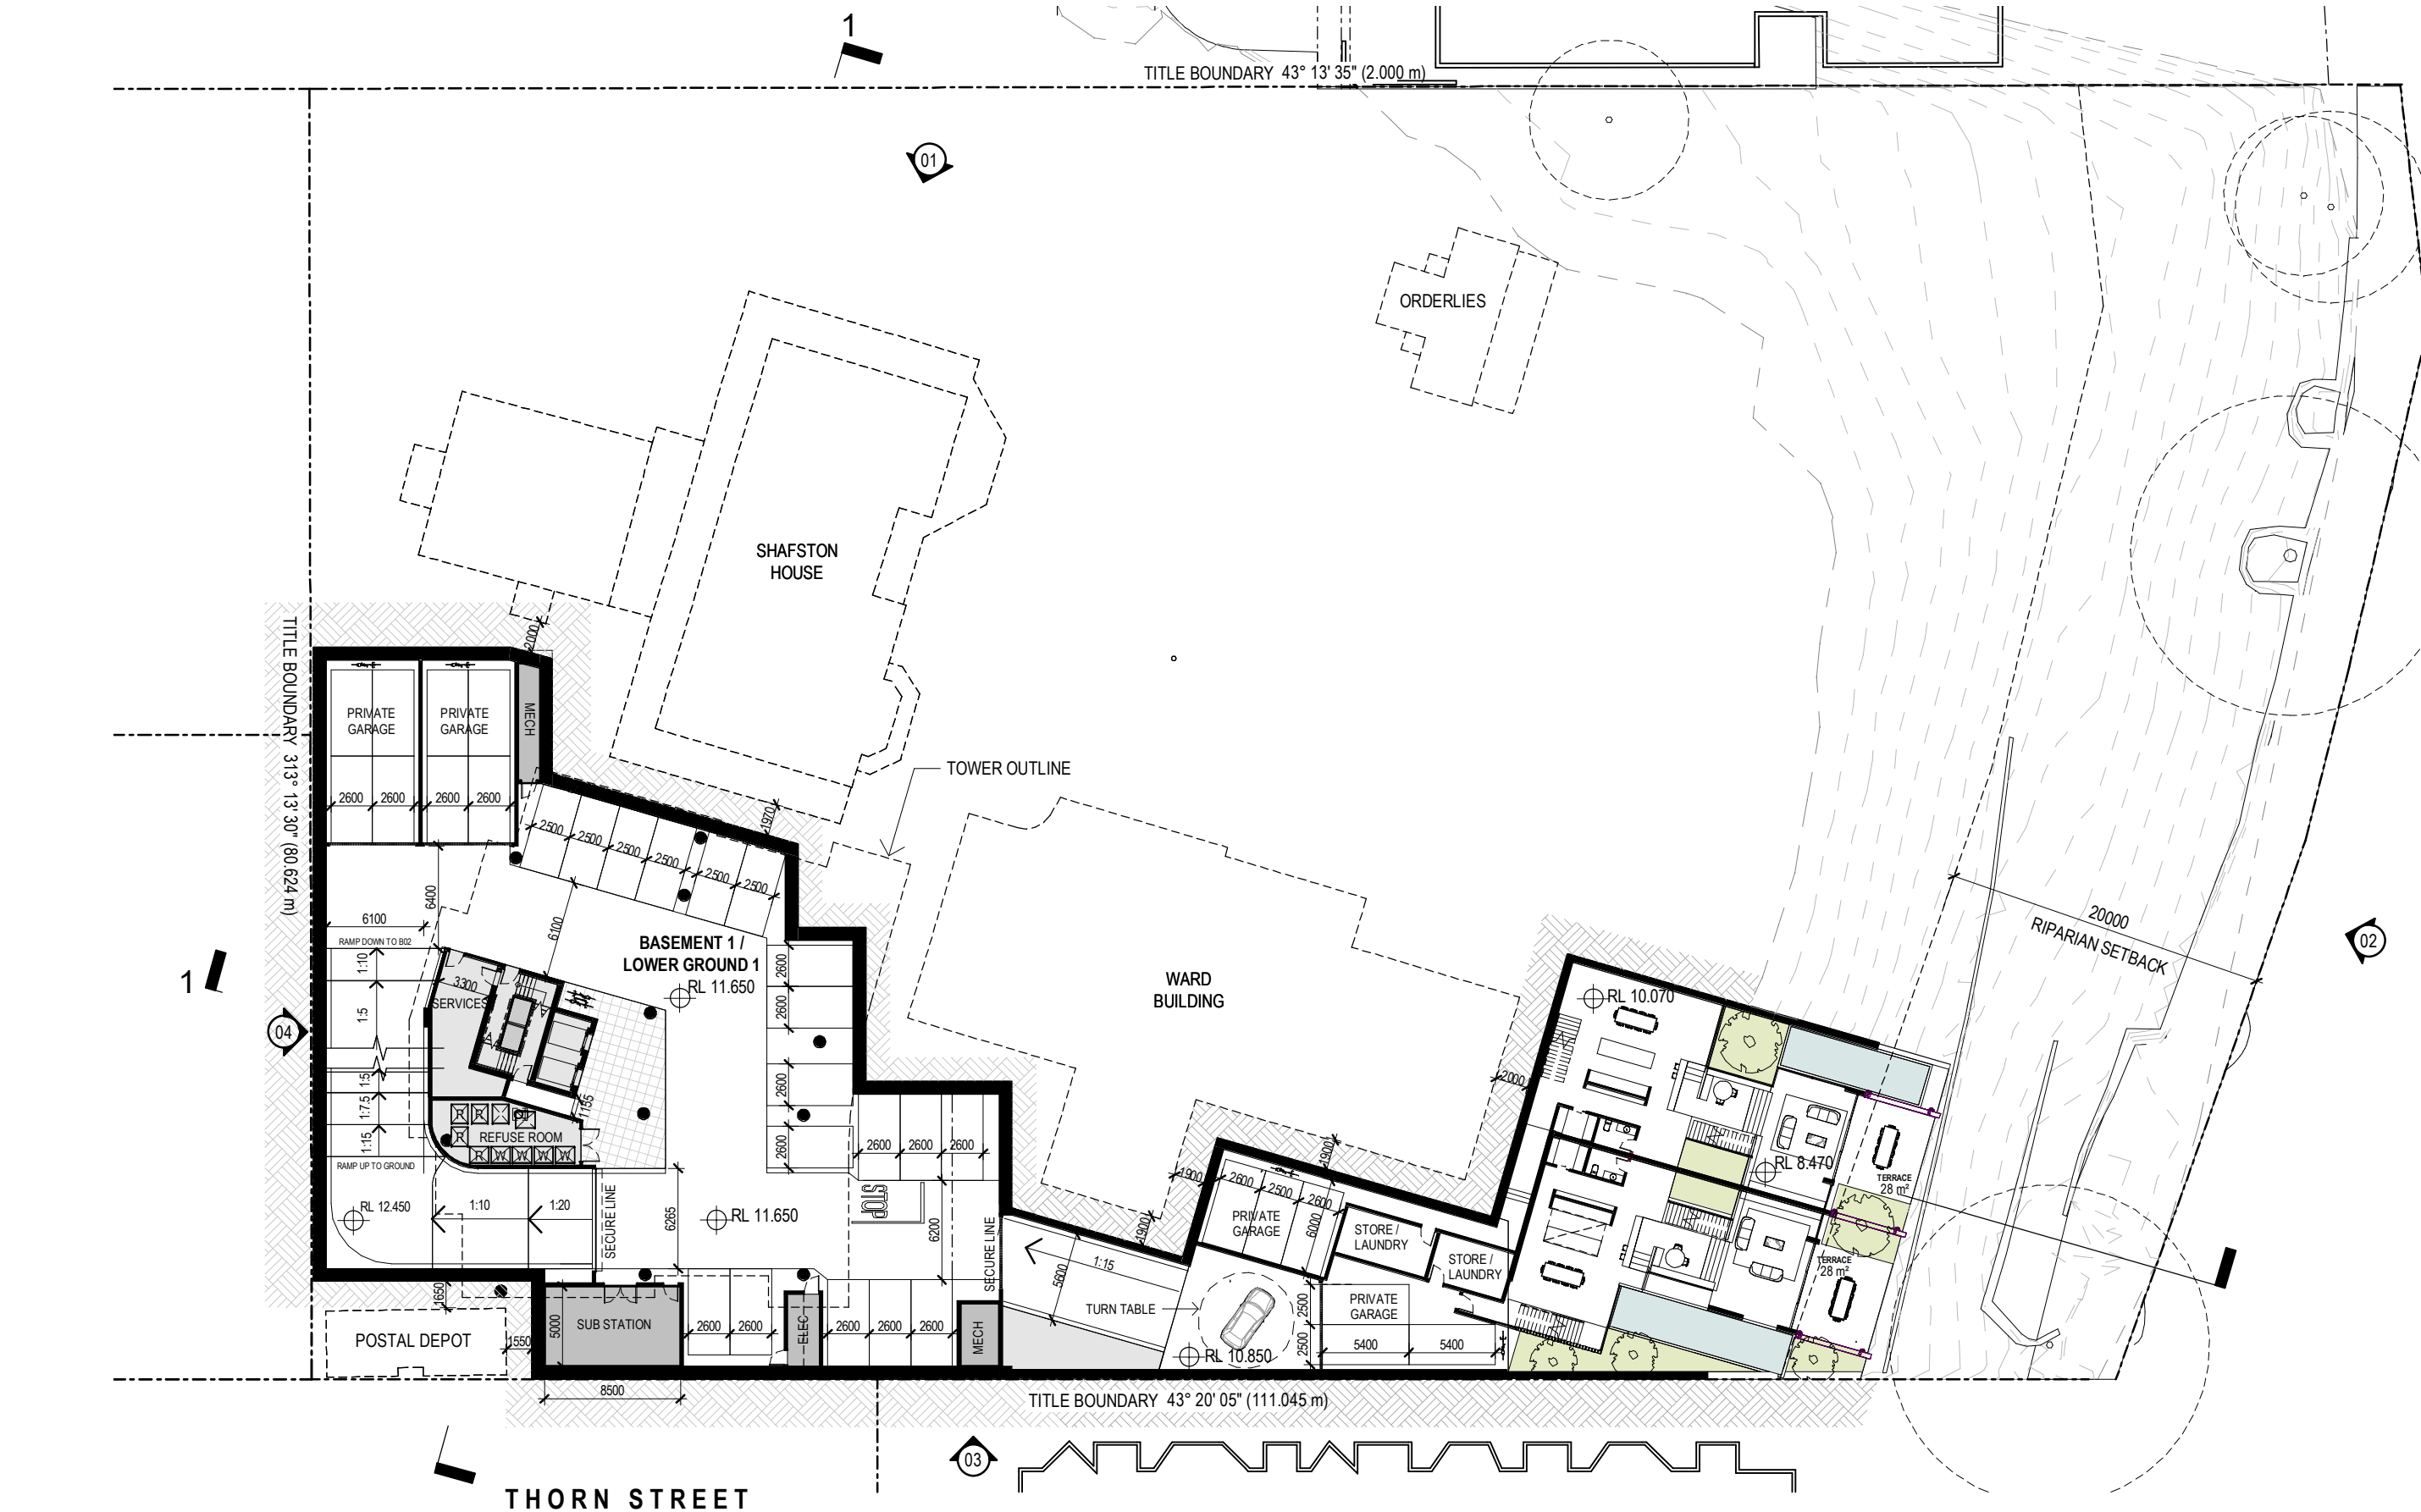 1
TITLE BOUNDARY 43° 13' 35" (2.000 m)
01
ORDERLIES
SHAFSTON
HOUSE
TITLE BOUNDARY 313° 13' 30" (80.624 m)
2000
PRIVATE
GARAGE
PRIVATE
GARAGE
MECH
2600
2600
2600
2600
TOWER OUTLINE
1970
2500
2500
2500
2500
2500
2500
6400
6100
6100
RAMP DOWN TO B02
1:10
1:5
1:5
1:7.5
1:15
RAMP UP TO GROUND
BASEMENT 1 /
LOWER GROUND 1
RL 11.650
3300
SERVICES
1155
R
R
R
REFUSE ROOM
R
W
W
W
W
2600
2600
2600
2600
WARD
BUILDING
20000
RIPARIAN SETBACK
02
1
04
RL 10.070
2000
RL 8.470
TERRACE
28 m²
TERRACE
28 m²
2600
2600
2600
STOP
1900
1900
1900
2600
2500
2600
6000
PRIVATE
GARAGE
STORE /
LAUNDRY
STORE /
LAUNDRY
RL 12.450
1:10
1:20
SECURE LINE
6265
RL 11.650
6200
SECURE LINE
1:15
5600
TURN TABLE
RL 10.850
2500
2500
PRIVATE
GARAGE
5400
5400
1650
POSTAL DEPOT
1550
5000
SUB STATION
2600
2600
ELEC
2600
2600
2600
MECH
8500
TITLE BOUNDARY 43° 20' 05" (111.045 m)
03
THORN STREET